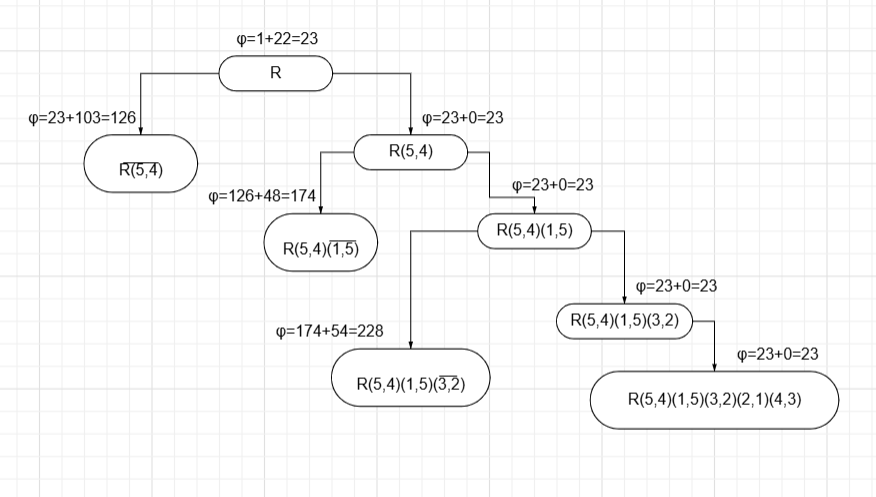 φ=1+22=23
R
φ=23+103=126
φ=23+0=23
R(5,4)
R(5,4)
φ=126+48=174
φ=23+0=23
R(5,4)(1,5)
R(5,4)(1,5)
φ=23+0=23
R(5,4)(1,5)(3,2)
φ=174+54=228
φ=23+0=23
R(5,4)(1,5)(3,2)
R(5,4)(1,5)(3,2)(2,1)(4,3)